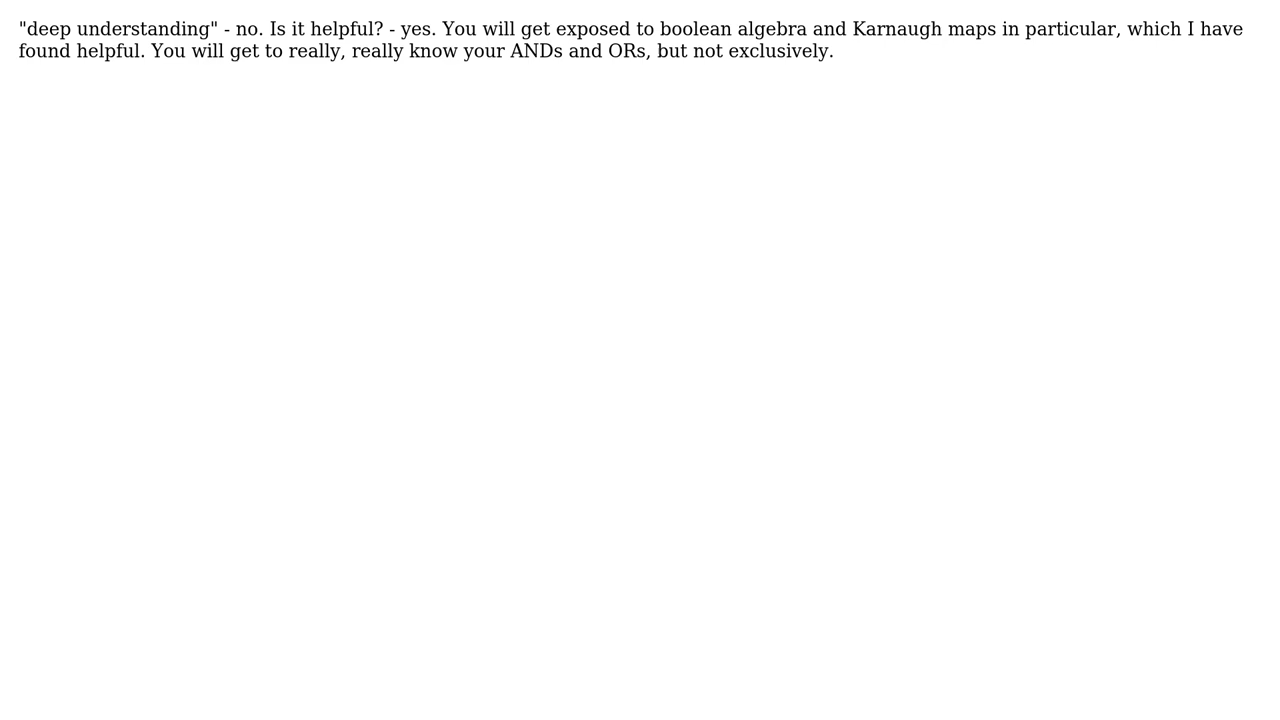 "deep understanding" - no. Is it helpful? - yes. You will get exposed to boolean algebra and Karnaugh maps in particular, which I have
found helpful. You will get to really, really know your ANDs and ORs, but not exclusively.